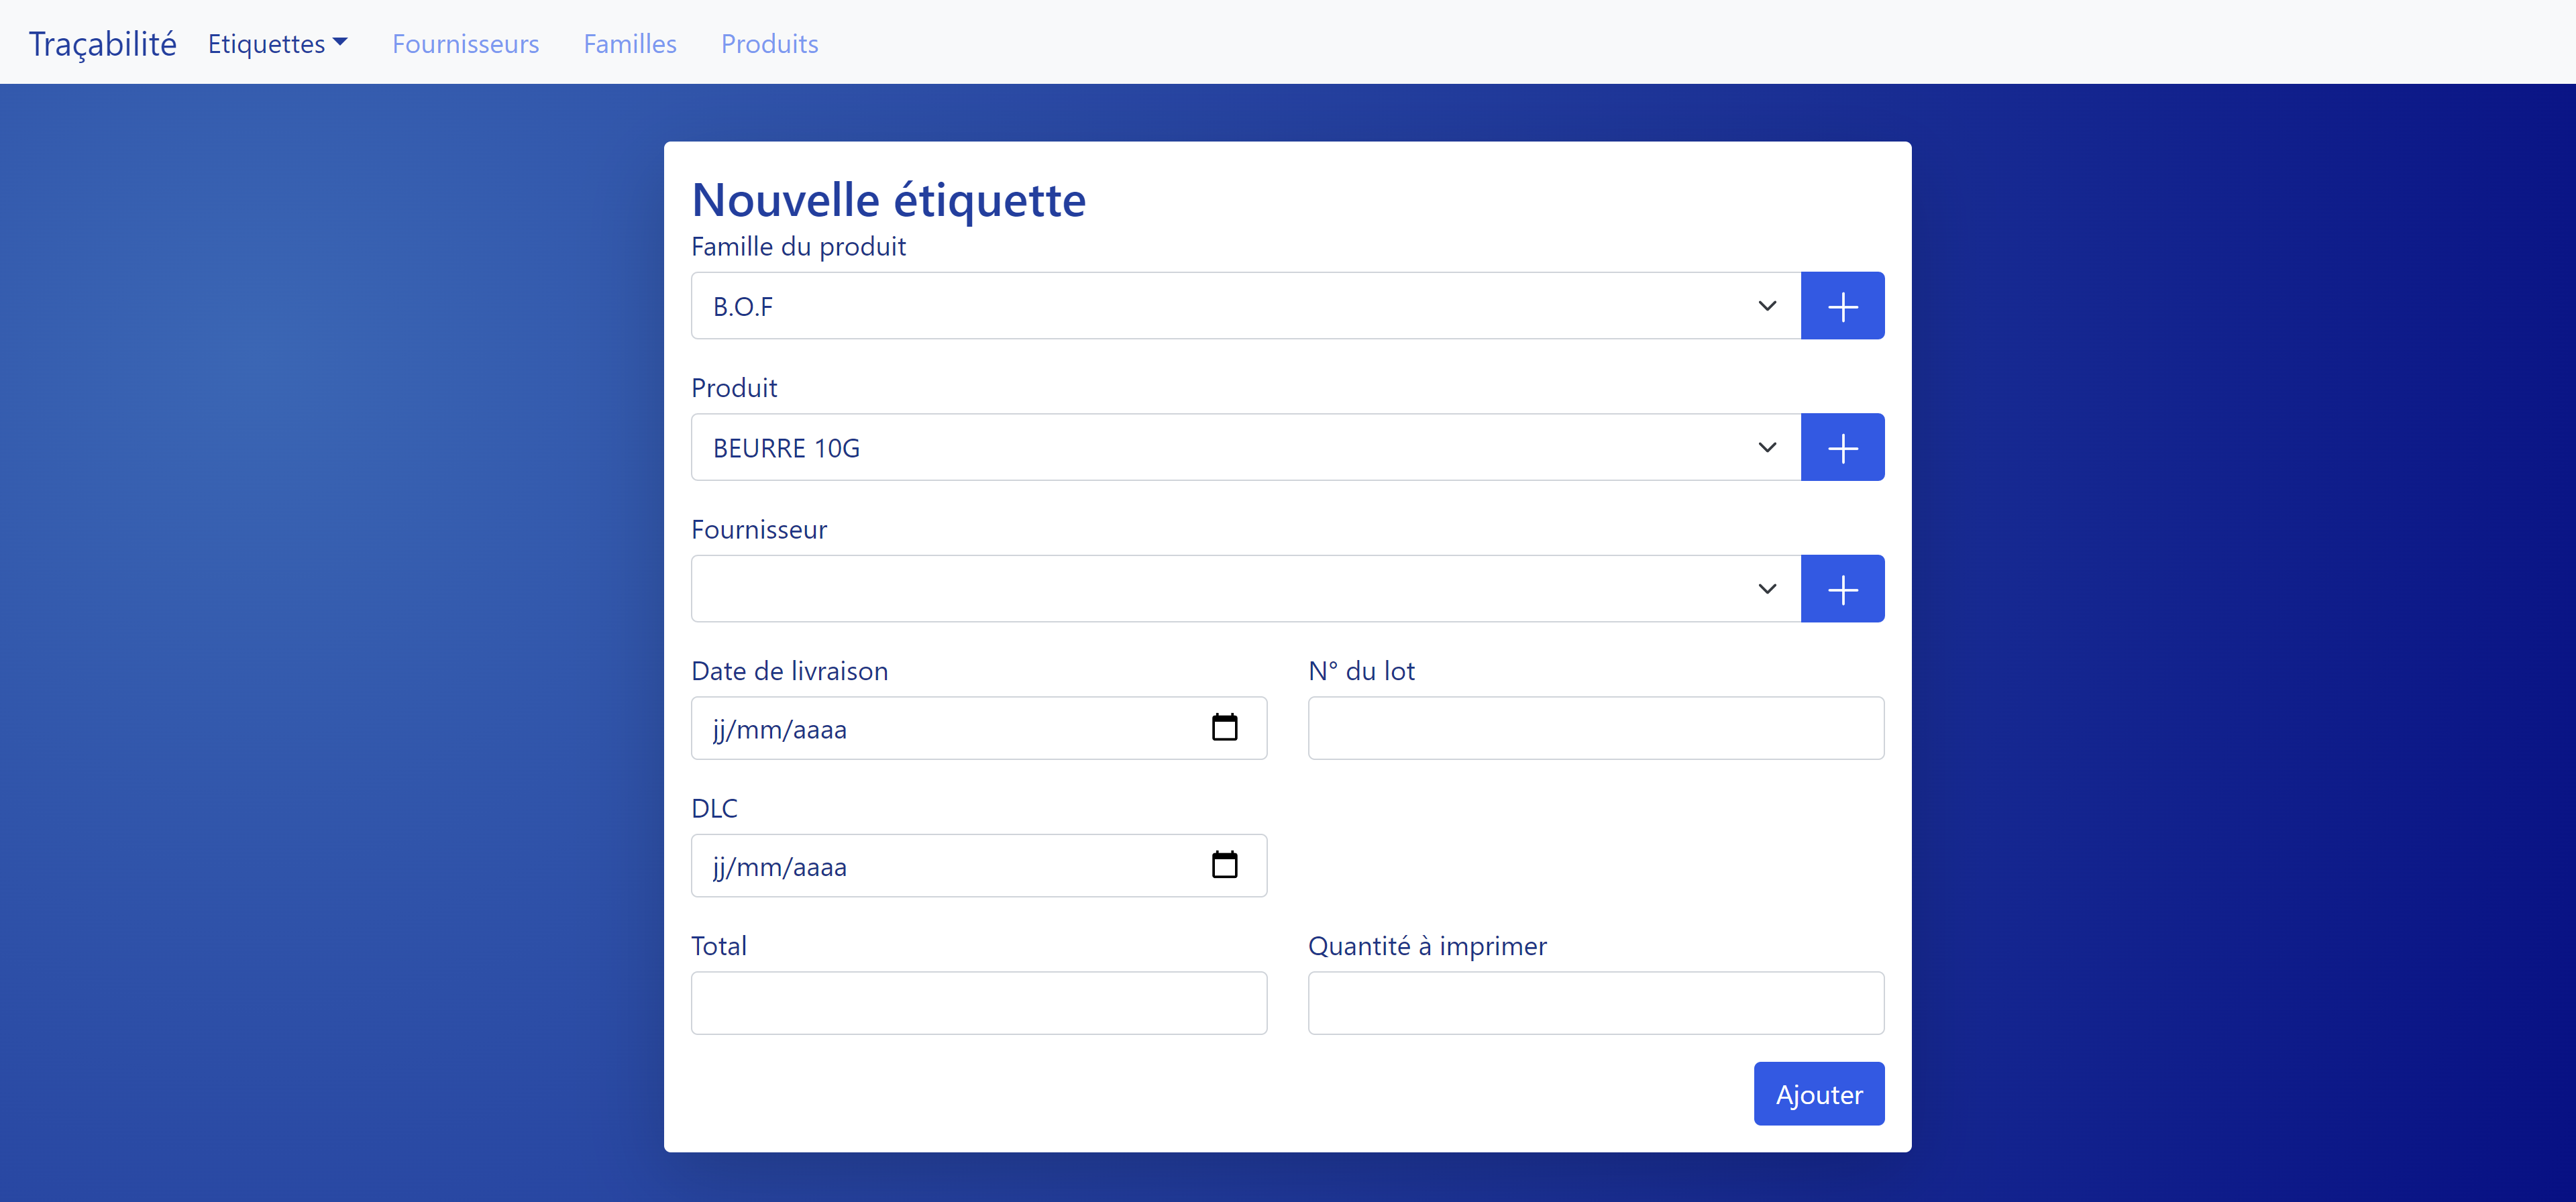 Traçabilité Etiquettes Fournisseurs Familles Produits
Nouvelle étiquette
Famille du produit
B.O.F
Produit
BEURRE 10G
Fournisseur
Date de livraison N° du lot
jj/mm/aaaa
DLC
jj/mm/aaaa
Total Quantité à imprimer
Ajouter